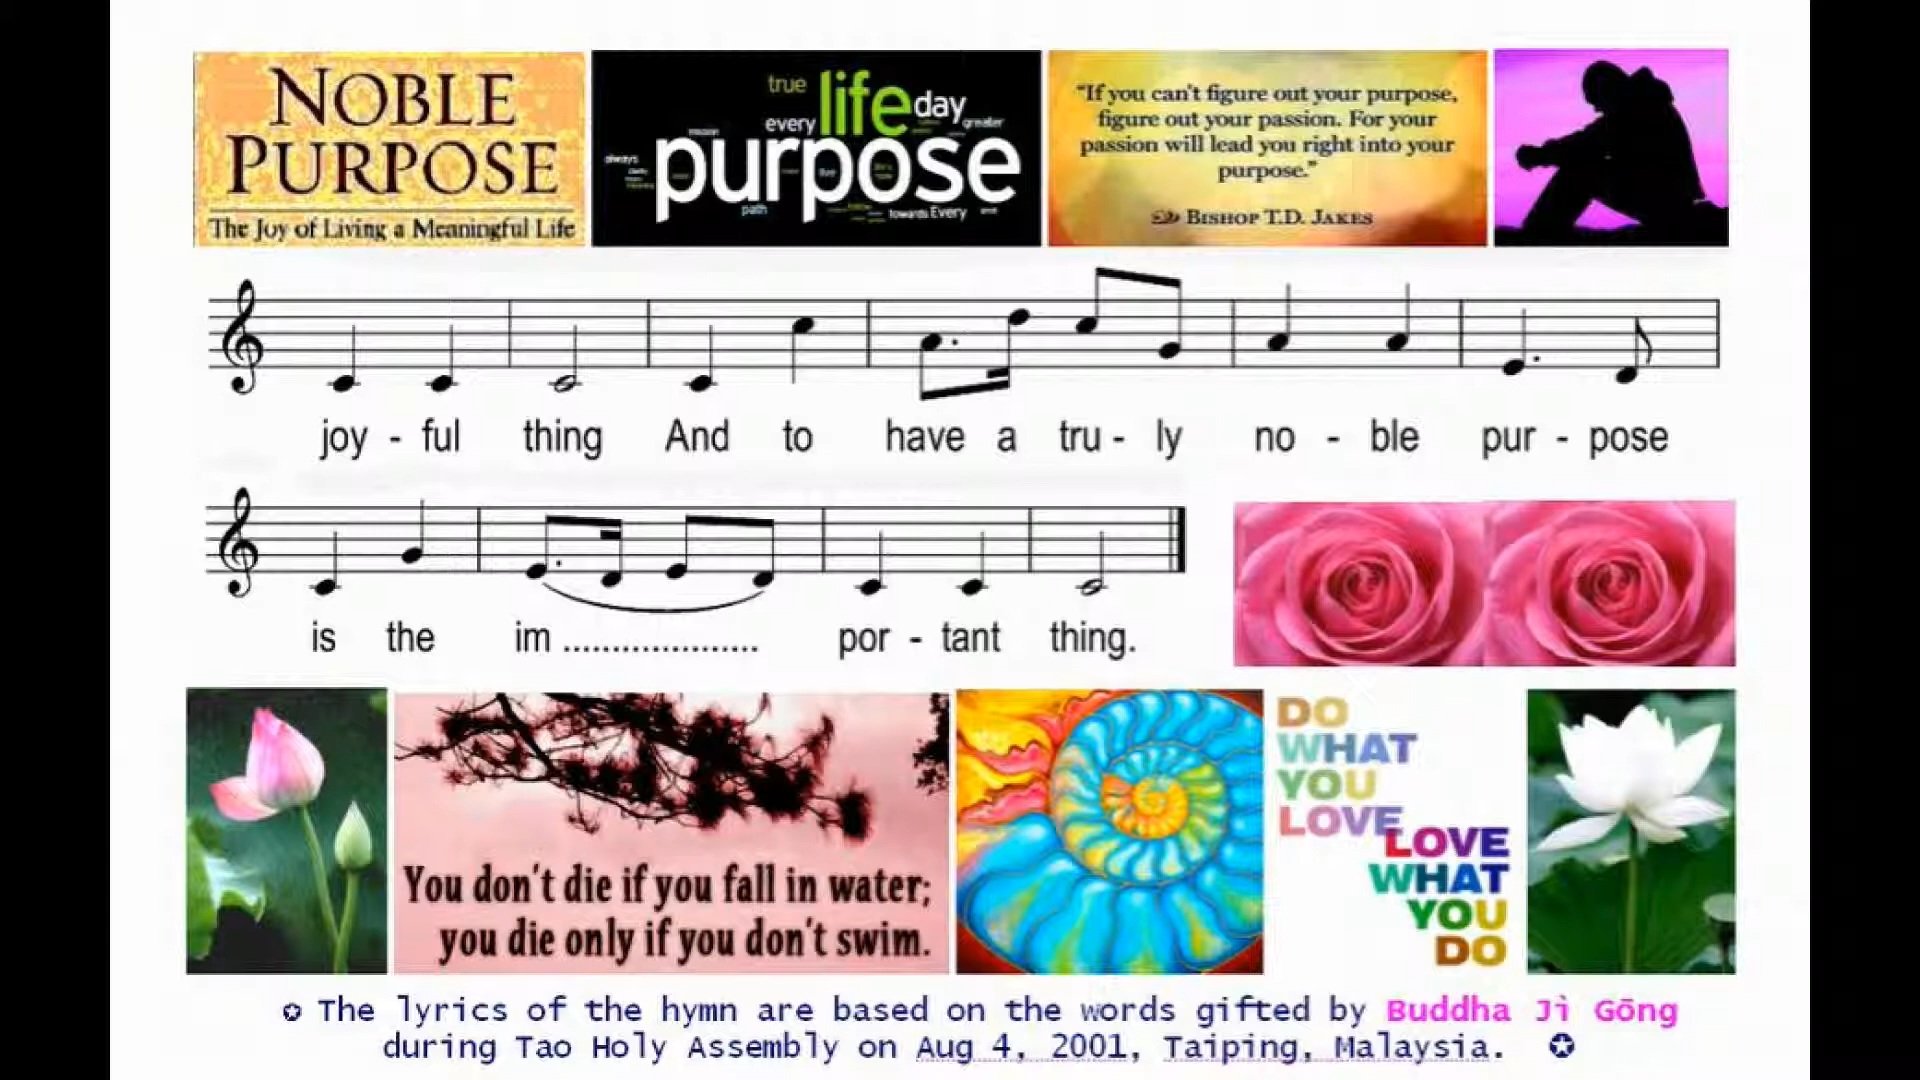 NOBLE
PURPOSE
The Joy of Living a Meaningful Life
true life day
every greater
always purpose
path towards Every
"If you can't figure out your purpose,
figure out your passion. For your
passion will lead you right into your
purpose."
BISHOP T.D. JAKES
joy - ful thing And to have a tru - ly no - ble pur - pose
is the im .................... por - tant thing.
You don't die if you fall in water;
you die only if you don't swim.
DO
WHAT
YOU
LOVE
LOVE
WHAT
YOU
DO
✪ The lyrics of the hymn are based on the words gifted by Buddha Jì Gōng
during Tao Holy Assembly on Aug 4, 2001, Taiping, Malaysia. ✪